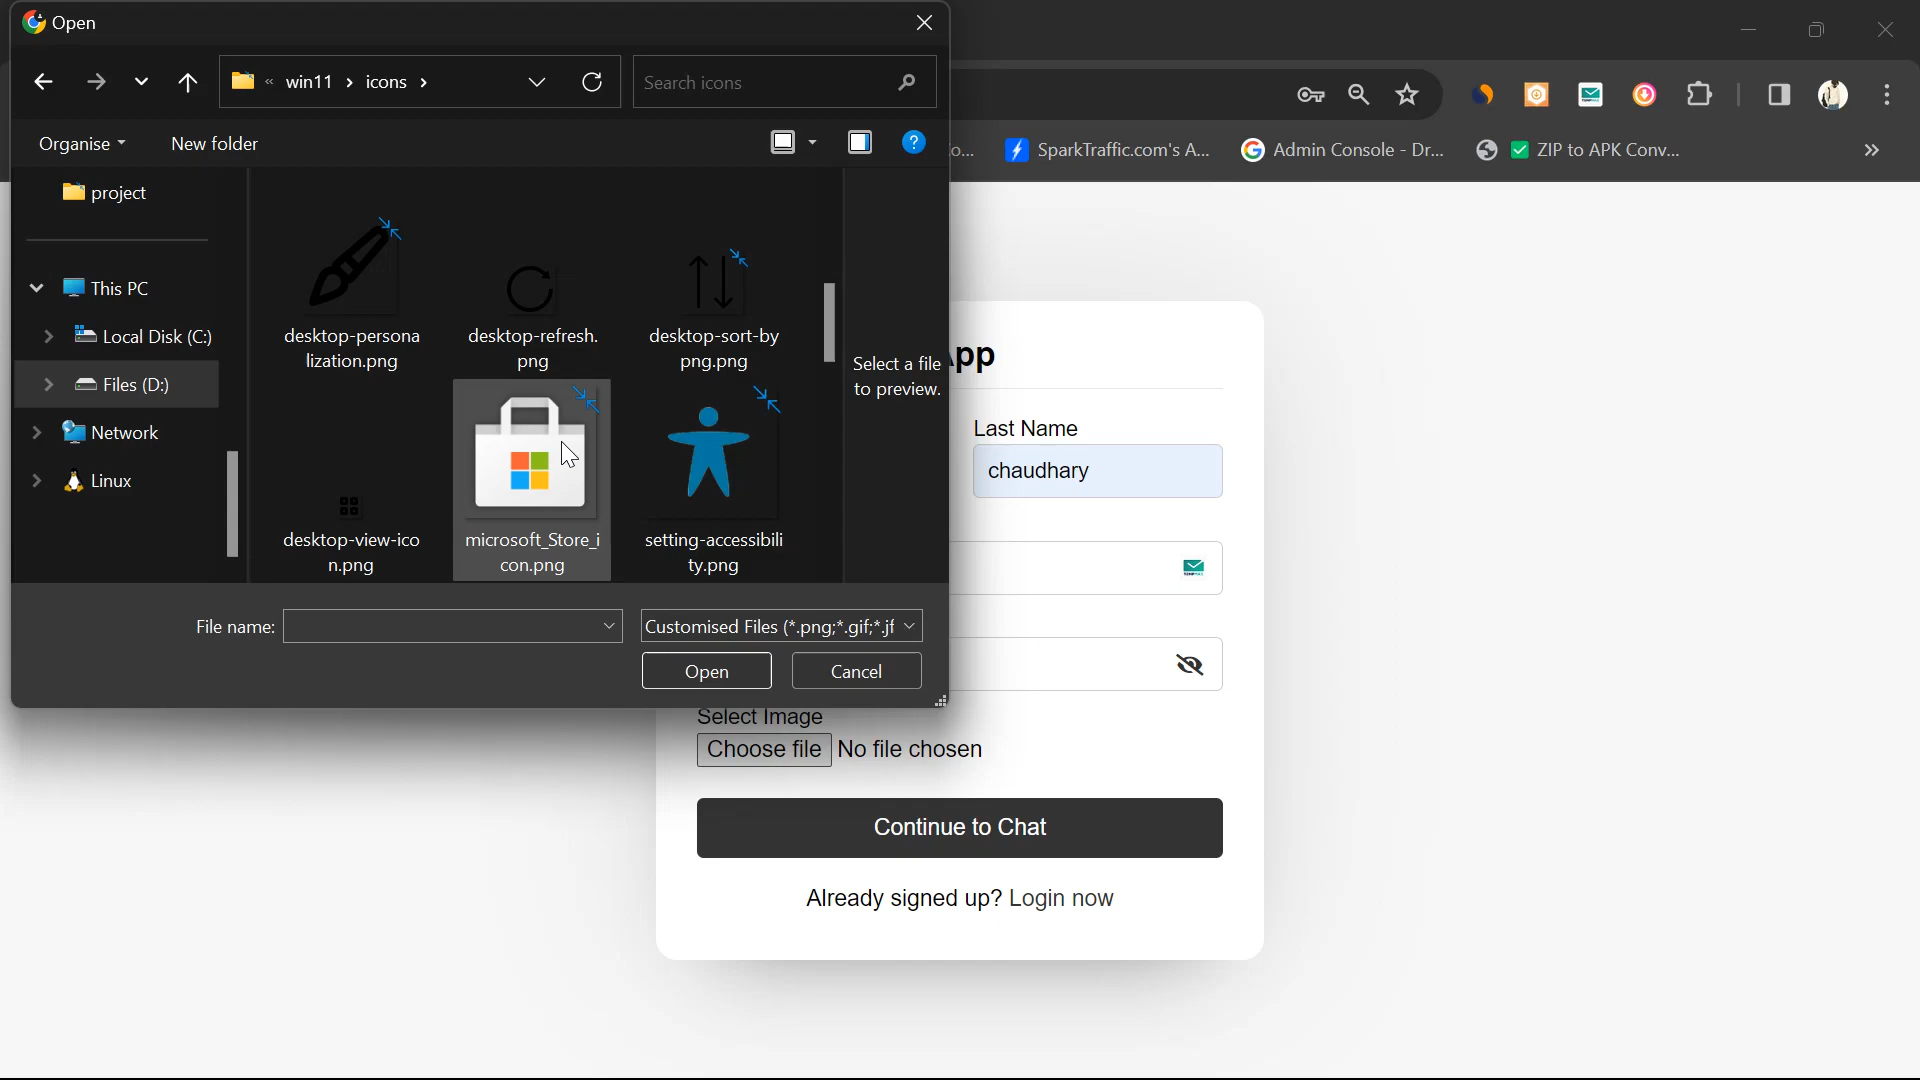 Open
« win11 › icons ›
Search icons
Organise
New folder
project
This PC
Local Disk (C:)
Files (D:)
Network
Linux
desktop-persona
lization.png
desktop-refresh.
png
desktop-sort-by
png.png
desktop-view-ico
n.png
microsoft_Store_i
con.png
setting-accessibili
ty.png
Select a file
to preview.
File name:
Customised Files (*.png;*.gif;*.jf
Open
Cancel
SparkTraffic.com's A...
Admin Console - Dr...
ZIP to APK Conv...
Last Name
chaudhary
Select Image
Choose file No file chosen
Continue to Chat
Already signed up? Login now